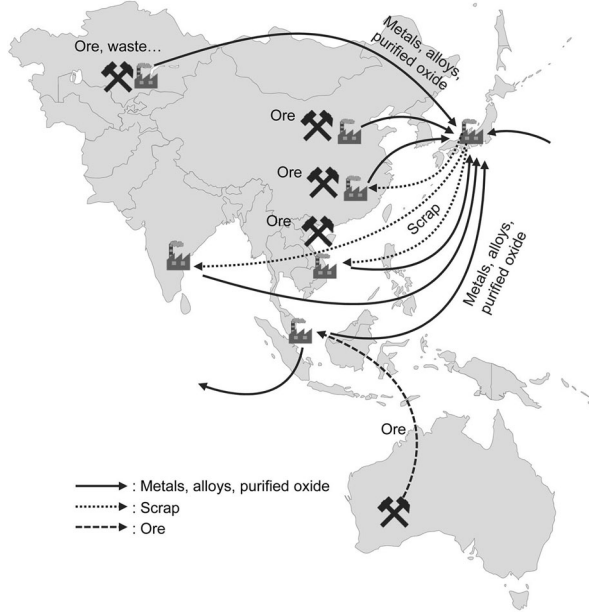 Ore, waste…
Metals, alloys,
purified oxide
Ore
Ore
Ore
Scrap
Metals, alloys,
purified oxide
Ore
: Metals, alloys, purified oxide
: Scrap
: Ore